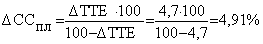 ΔCC_ПЛ = ΔTTE · 100 / 100 − ΔTTE = 4,7·100 / 100−4,7 = 4,91%